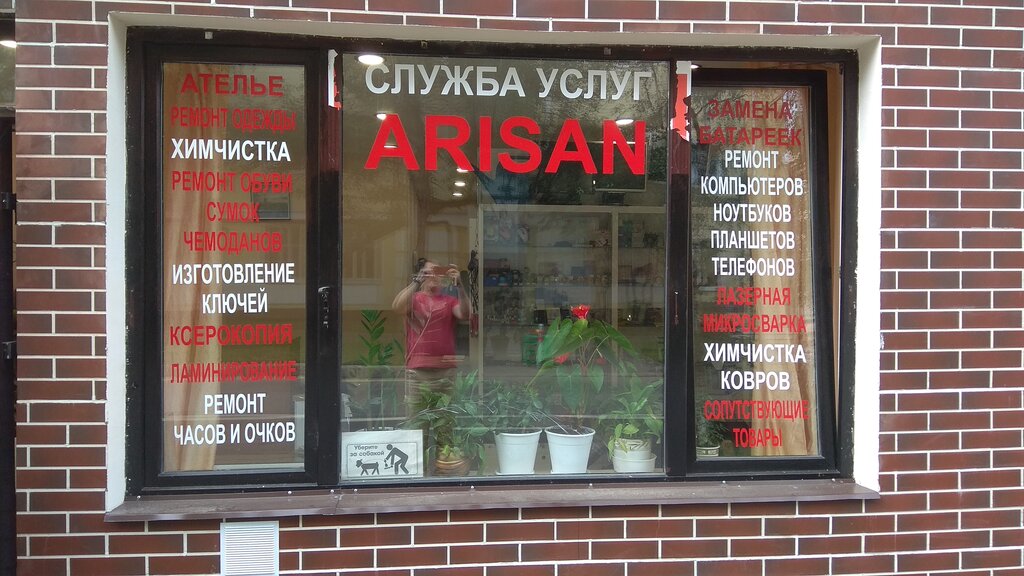 АТЕЛЬЕ
РЕМОНТ ОДЕЖДЫ
ХИМЧИСТКА
РЕМОНТ ОБУВИ
СУМОК
ЧЕМОДАНОВ
ИЗГОТОВЛЕНИЕ
КЛЮЧЕЙ
КСЕРОКОПИЯ
ЛАМИНИРОВАНИЕ
РЕМОНТ
ЧАСОВ И ОЧКОВ
СЛУЖБА УСЛУГ
ARISAN
Уберите
за собакой
ЗАМЕНА
БАТАРЕЕК
РЕМОНТ
КОМПЬЮТЕРОВ
НОУТБУКОВ
ПЛАНШЕТОВ
ТЕЛЕФОНОВ
ЛАЗЕРНАЯ
МИКРОСВАРКА
ХИМЧИСТКА
КОВРОВ
СОПУТСТВУЮЩИЕ
ТОВАРЫ